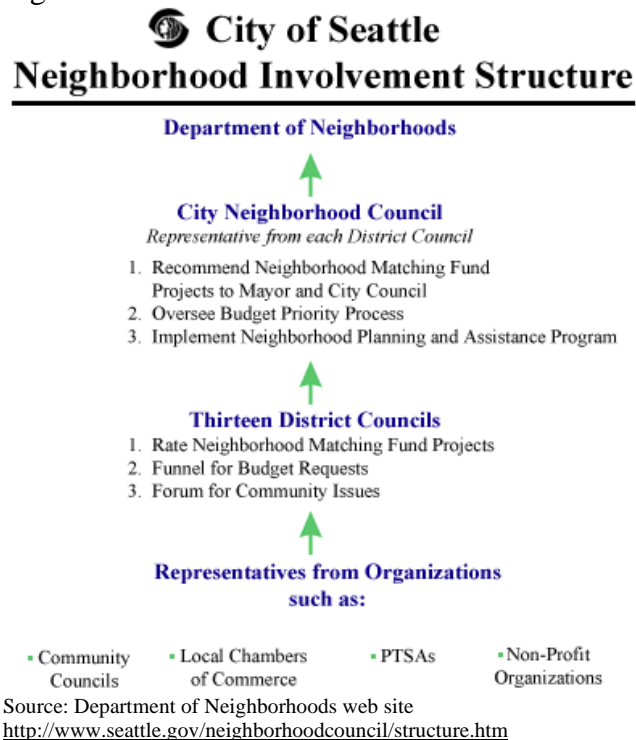 City of Seattle
Neighborhood Involvement Structure
Department of Neighborhoods
City Neighborhood Council
Representative from each District Council
1. Recommend Neighborhood Matching Fund
Projects to Mayor and City Council
2. Oversee Budget Priority Process
3. Implement Neighborhood Planning and Assistance Program
Thirteen District Councils
1. Rate Neighborhood Matching Fund Projects
2. Funnel for Budget Requests
3. Forum for Community Issues
Representatives from Organizations
such as:
▪ Community
Councils
▪ Local Chambers
of Commerce
▪ PTSAs
▪ Non-Profit
Organizations
Source: Department of Neighborhoods web site
http://www.seattle.gov/neighborhoodcouncil/structure.htm